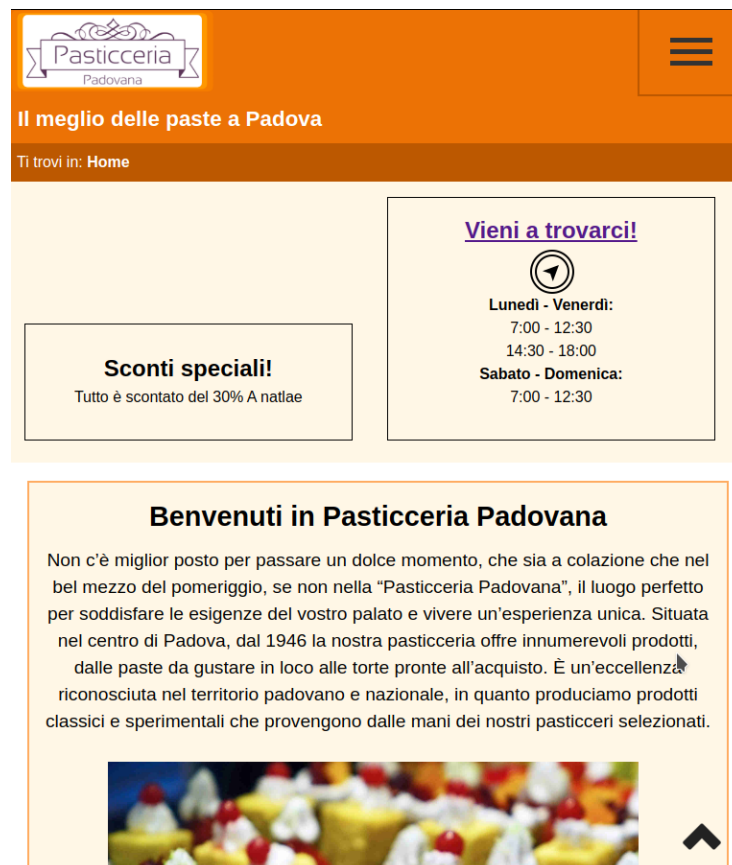 Pasticceria
Padovana
Il meglio delle paste a Padova
Ti trovi in: Home
Vieni a trovarci!
Lunedì - Venerdì:
7:00 - 12:30
14:30 - 18:00
Sabato - Domenica:
7:00 - 12:30
Sconti speciali!
Tutto è scontato del 30% A natlae
Benvenuti in Pasticceria Padovana
Non c’è miglior posto per passare un dolce momento, che sia a colazione che nel
bel mezzo del pomeriggio, se non nella “Pasticceria Padovana”, il luogo perfetto
per soddisfare le esigenze del vostro palato e vivere un’esperienza unica. Situata
nel centro di Padova, dal 1946 la nostra pasticceria offre innumerevoli prodotti,
dalle paste da gustare in loco alle torte pronte all’acquisto. È un’eccellenza
riconosciuta nel territorio padovano e nazionale, in quanto produciamo prodotti
classici e sperimentali che provengono dalle mani dei nostri pasticceri selezionati.